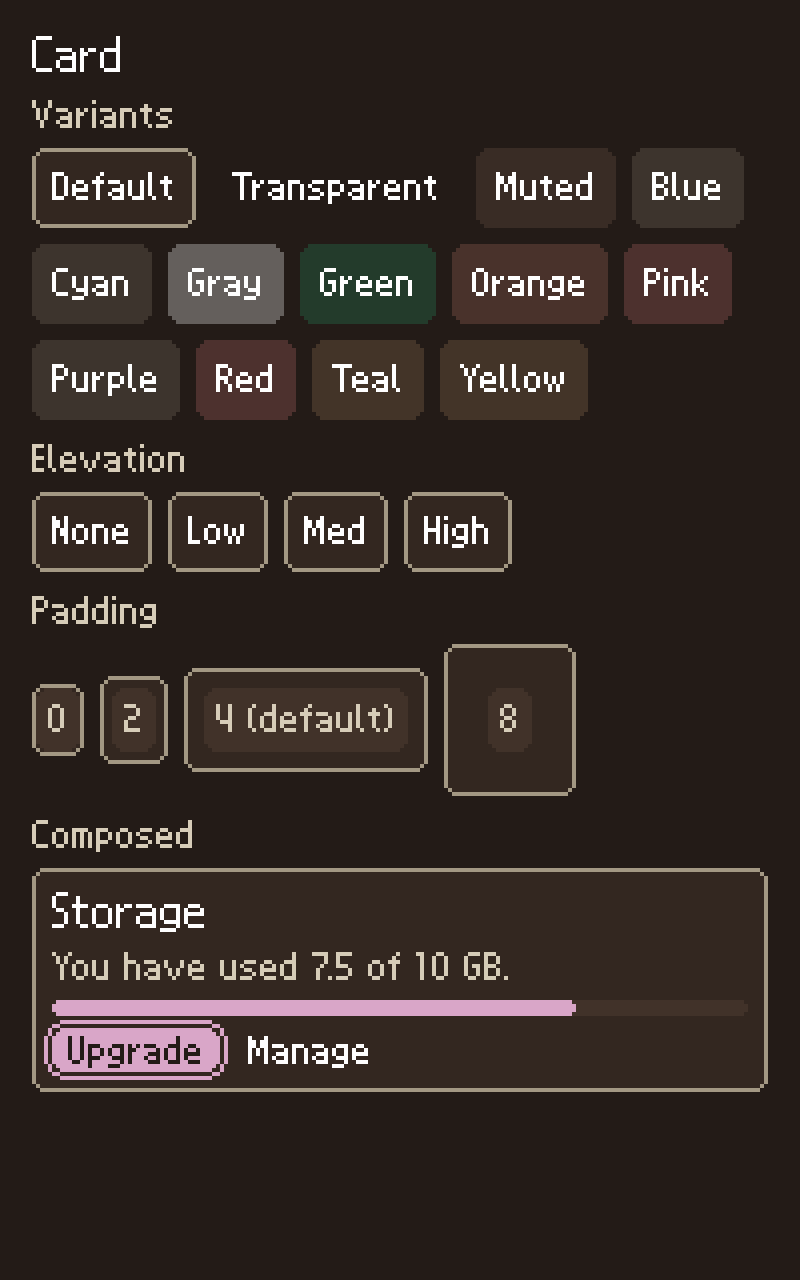 Card
Variants
Default Transparent Muted Blue
Cyan Gray Green Orange Pink
Purple Red Teal Yellow
Elevation
None Low Med High
Padding
0 2 4 (default) 8
Composed
Storage
You have used 7.5 of 10 GB.
Upgrade Manage